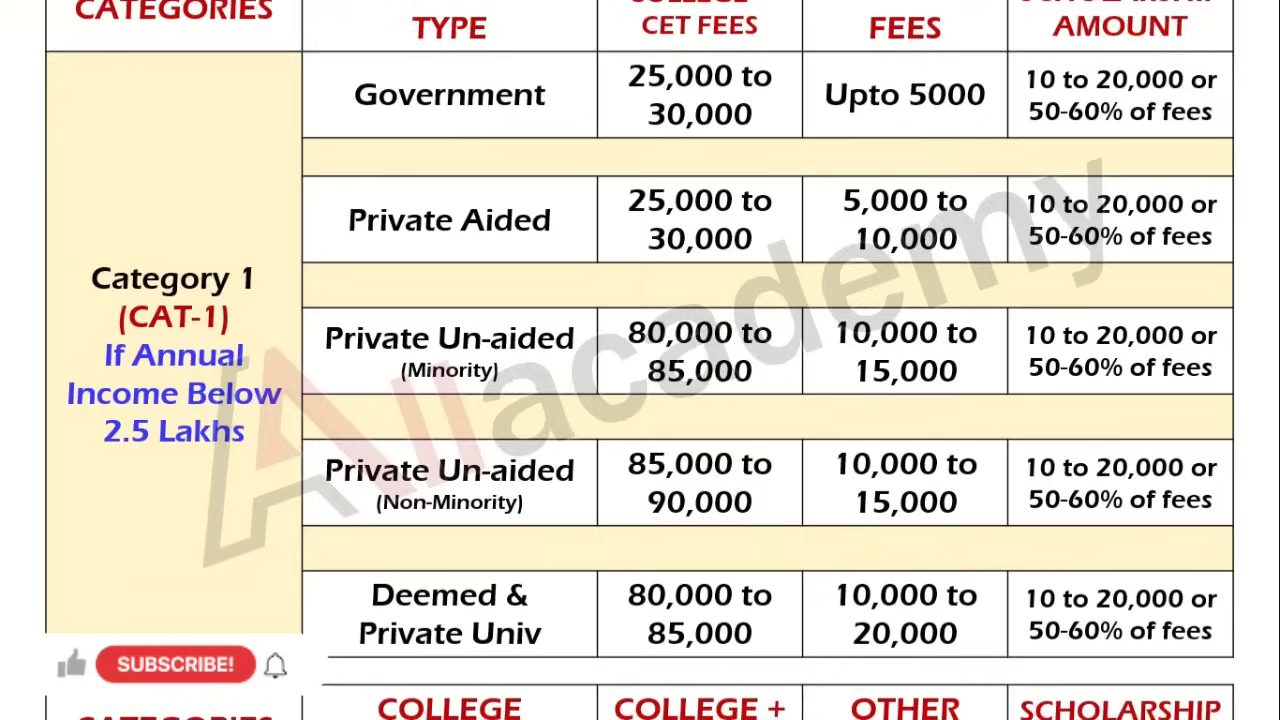 CATEGORIES
TYPE
CET FEES
FEES
AMOUNT
Category 1
(CAT-1)
If Annual
Income Below
2.5 Lakhs
Government
25,000 to
30,000
Upto 5000
10 to 20,000 or
50-60% of fees
Private Aided
25,000 to
30,000
5,000 to
10,000
10 to 20,000 or
50-60% of fees
Private Un-aided
(Minority)
80,000 to
85,000
10,000 to
15,000
10 to 20,000 or
50-60% of fees
Private Un-aided
(Non-Minority)
85,000 to
90,000
10,000 to
15,000
10 to 20,000 or
50-60% of fees
Deemed &
Private Univ
80,000 to
85,000
10,000 to
20,000
10 to 20,000 or
50-60% of fees
Allacademy
SUBSCRIBE!
CATEGORIES
COLLEGE
COLLEGE +
OTHER
SCHOLARSHIP